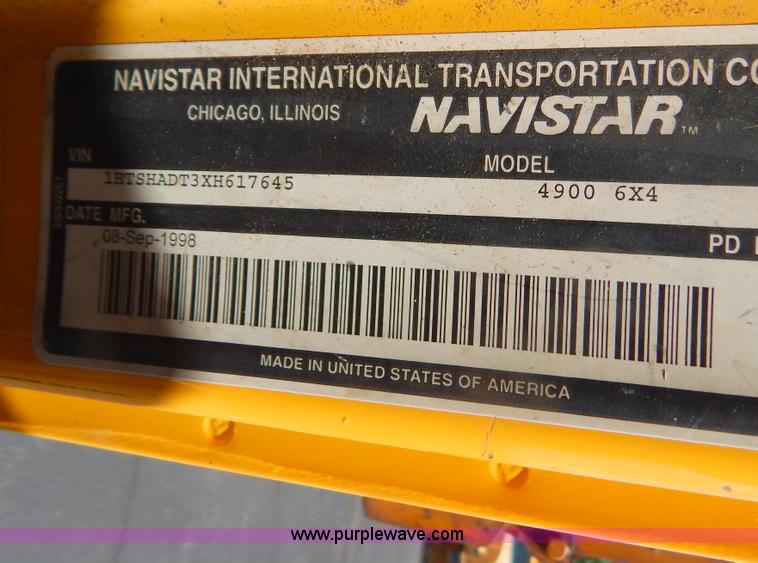 NAVISTAR INTERNATIONAL TRANSPORTATION CO
CHICAGO, ILLINOIS NAVISTAR™
VIN MODEL
1HTSHADT3XH617645 4900 6X4
DATE MFG. PD
08-Sep-1998
MADE IN UNITED STATES OF AMERICA
www.purplewave.com